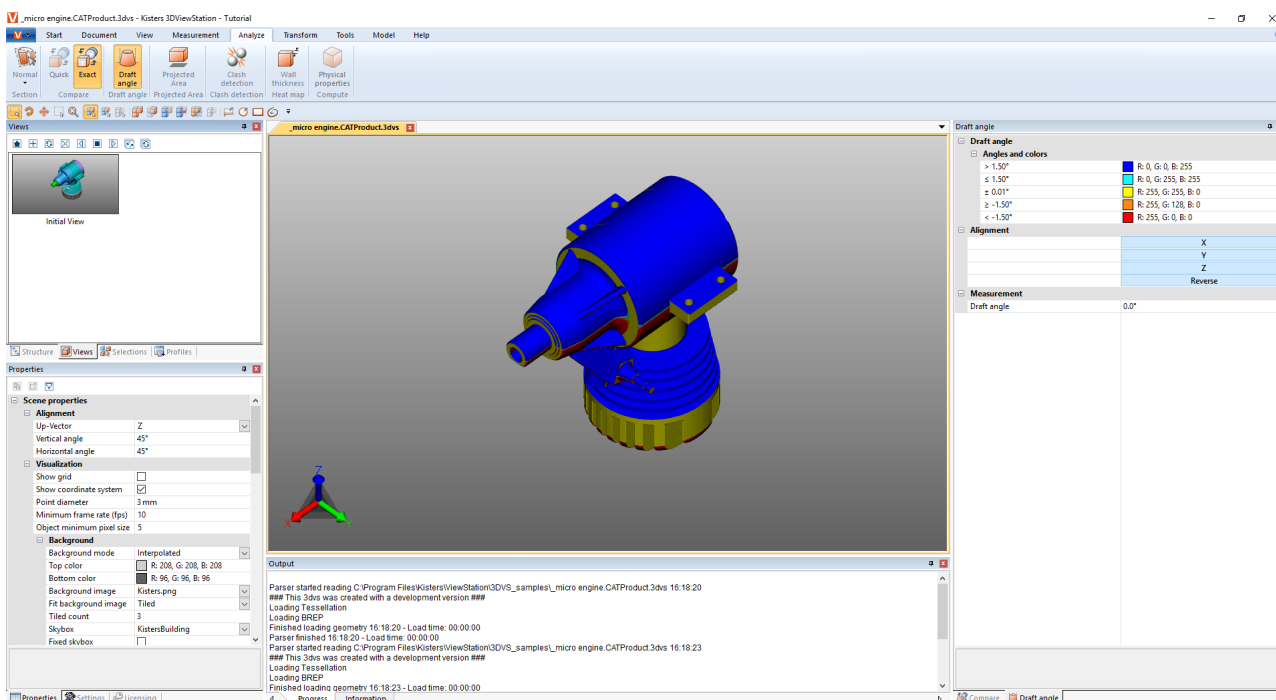 _micro engine.CATProduct.3dvs - Kisters 3DViewStation - Tutorial
V Start Document View Measurement Analyze Transform Tools Model Help
Normal Quick Exact Draft angle Projected Area Clash detection Wall thickness Physical properties
Section Compare Draft angle Projected Area Clash detection Heat map Compute
Views
_micro engine.CATProduct.3dvs
Initial View
Structure Views Selections Profiles
Properties
Scene properties
Alignment
Up-Vector Z
Vertical angle 45°
Horizontal angle 45°
Visualization
Show grid
Show coordinate system
Point diameter 3 mm
Minimum frame rate (fps) 10
Object minimum pixel size 5
Background
Background mode Interpolated
Top color R: 208, G: 208, B: 208
Bottom color R: 96, G: 96, B: 96
Background image Kisters.png
Fit background image Tiled
Tiled count 3
Skybox KistersBuilding
Fixed skybox
Properties Settings Licensing
Z
X
Output
Parser started reading C:\Program Files\Kisters\ViewStation\3DVS_samples\_micro engine.CATProduct.3dvs 16:18:20
### This 3dvs was created with a development version ###
Loading Tessellation
Loading BREP
Finished loading geometry 16:18:20 - Load time: 00:00:00
Parser finished 16:18:20 - Load time: 00:00:00
Parser started reading C:\Program Files\Kisters\ViewStation\3DVS_samples\_micro engine.CATProduct.3dvs 16:18:23
### This 3dvs was created with a development version ###
Loading Tessellation
Loading BREP
Finished loading geometry 16:18:23 - Load time: 00:00:00
Progress Information
Draft angle
Draft angle
Angles and colors
> 1.50° R: 0, G: 0, B: 255
≤ 1.50° R: 0, G: 255, B: 255
± 0.01° R: 255, G: 255, B: 0
≥ -1.50° R: 255, G: 128, B: 0
< -1.50° R: 255, G: 0, B: 0
Alignment
X
Y
Z
Reverse
Measurement
Draft angle 0.0°
Compare Draft angle